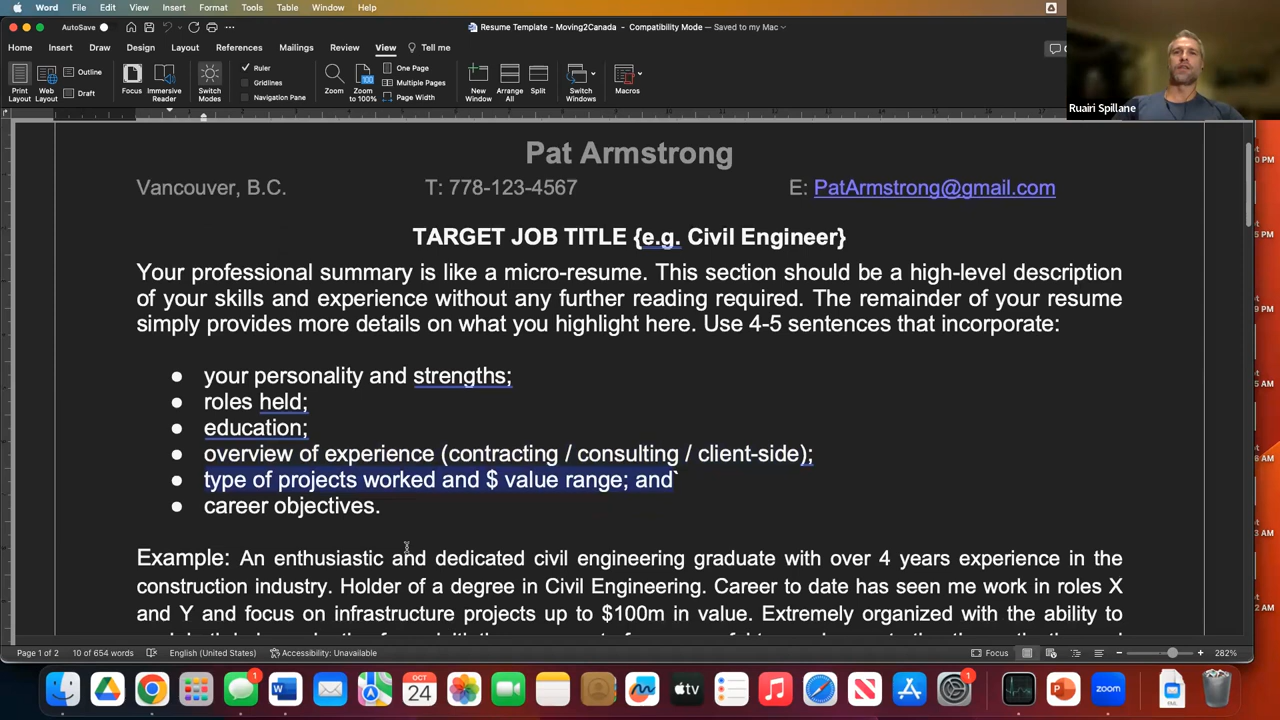 Word File Edit View Insert Format Tools Table Window Help
AutoSave
Resume Template - Moving2Canada - Compatibility Mode — Saved to my Mac
Home Insert Draw Design Layout References Mailings Review View Tell me
Print Layout
Web Layout
Outline
Draft
Focus
Immersive Reader
Switch Modes
Ruler
Gridlines
Navigation Pane
Zoom
Zoom to 100%
100
One Page
Multiple Pages
Page Width
New Window
Arrange All
Split
Switch Windows
Macros
Ruairi Spillane
Pat Armstrong
Vancouver, B.C. T: 778-123-4567 E: PatArmstrong@gmail.com
TARGET JOB TITLE {e.g. Civil Engineer}
Your professional summary is like a micro-resume. This section should be a high-level description
of your skills and experience without any further reading required. The remainder of your resume
simply provides more details on what you highlight here. Use 4-5 sentences that incorporate:
● your personality and strengths;
● roles held;
● education;
● overview of experience (contracting / consulting / client-side);
● type of projects worked and $ value range; and`
● career objectives.
Example: An enthusiastic and dedicated civil engineering graduate with over 4 years experience in the
construction industry. Holder of a degree in Civil Engineering. Career to date has seen me work in roles X
and Y and focus on infrastructure projects up to $100m in value. Extremely organized with the ability to
Page 1 of 2 10 of 654 words English (United States) Accessibility: Unavailable Focus 282%
OCT
24
1
1
tv
zoom